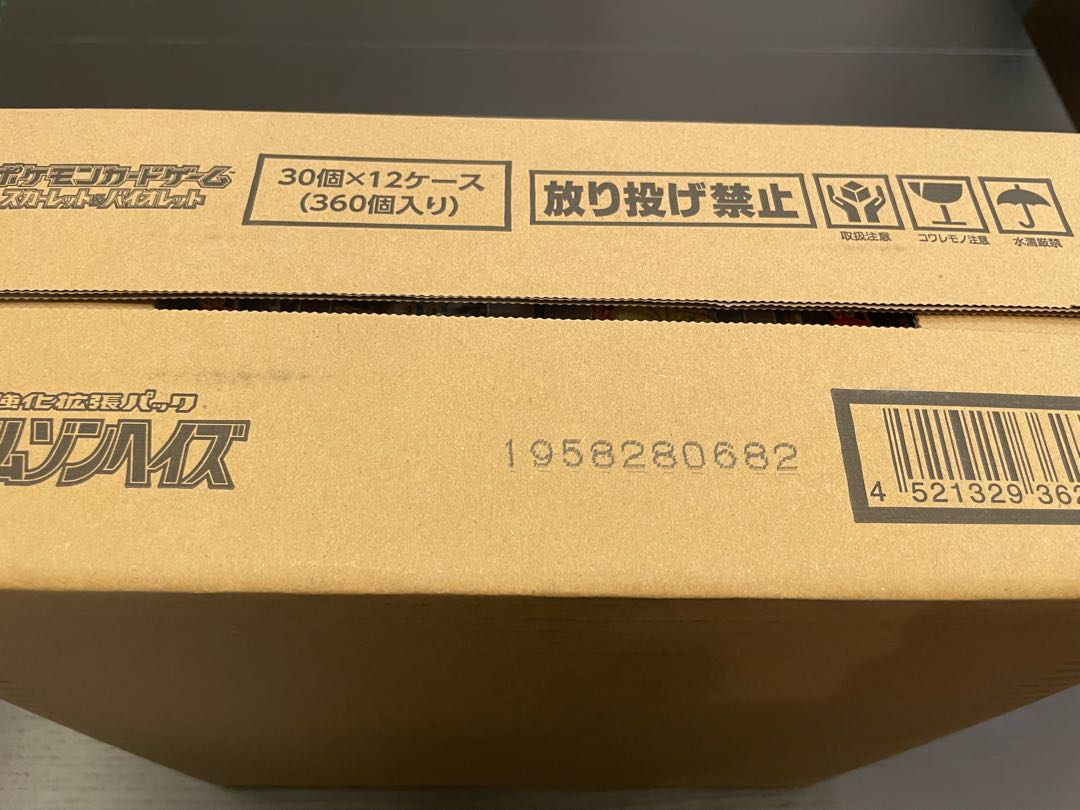 ポケモンカードゲーム
スカーレット&バイオレット
30個×12ケース
(360個入り)
放り投げ禁止
取扱注意
コワレモノ注意
水濡厳禁
強化拡張パック
ムゾンヘイズ
1958280682
4 521329 362